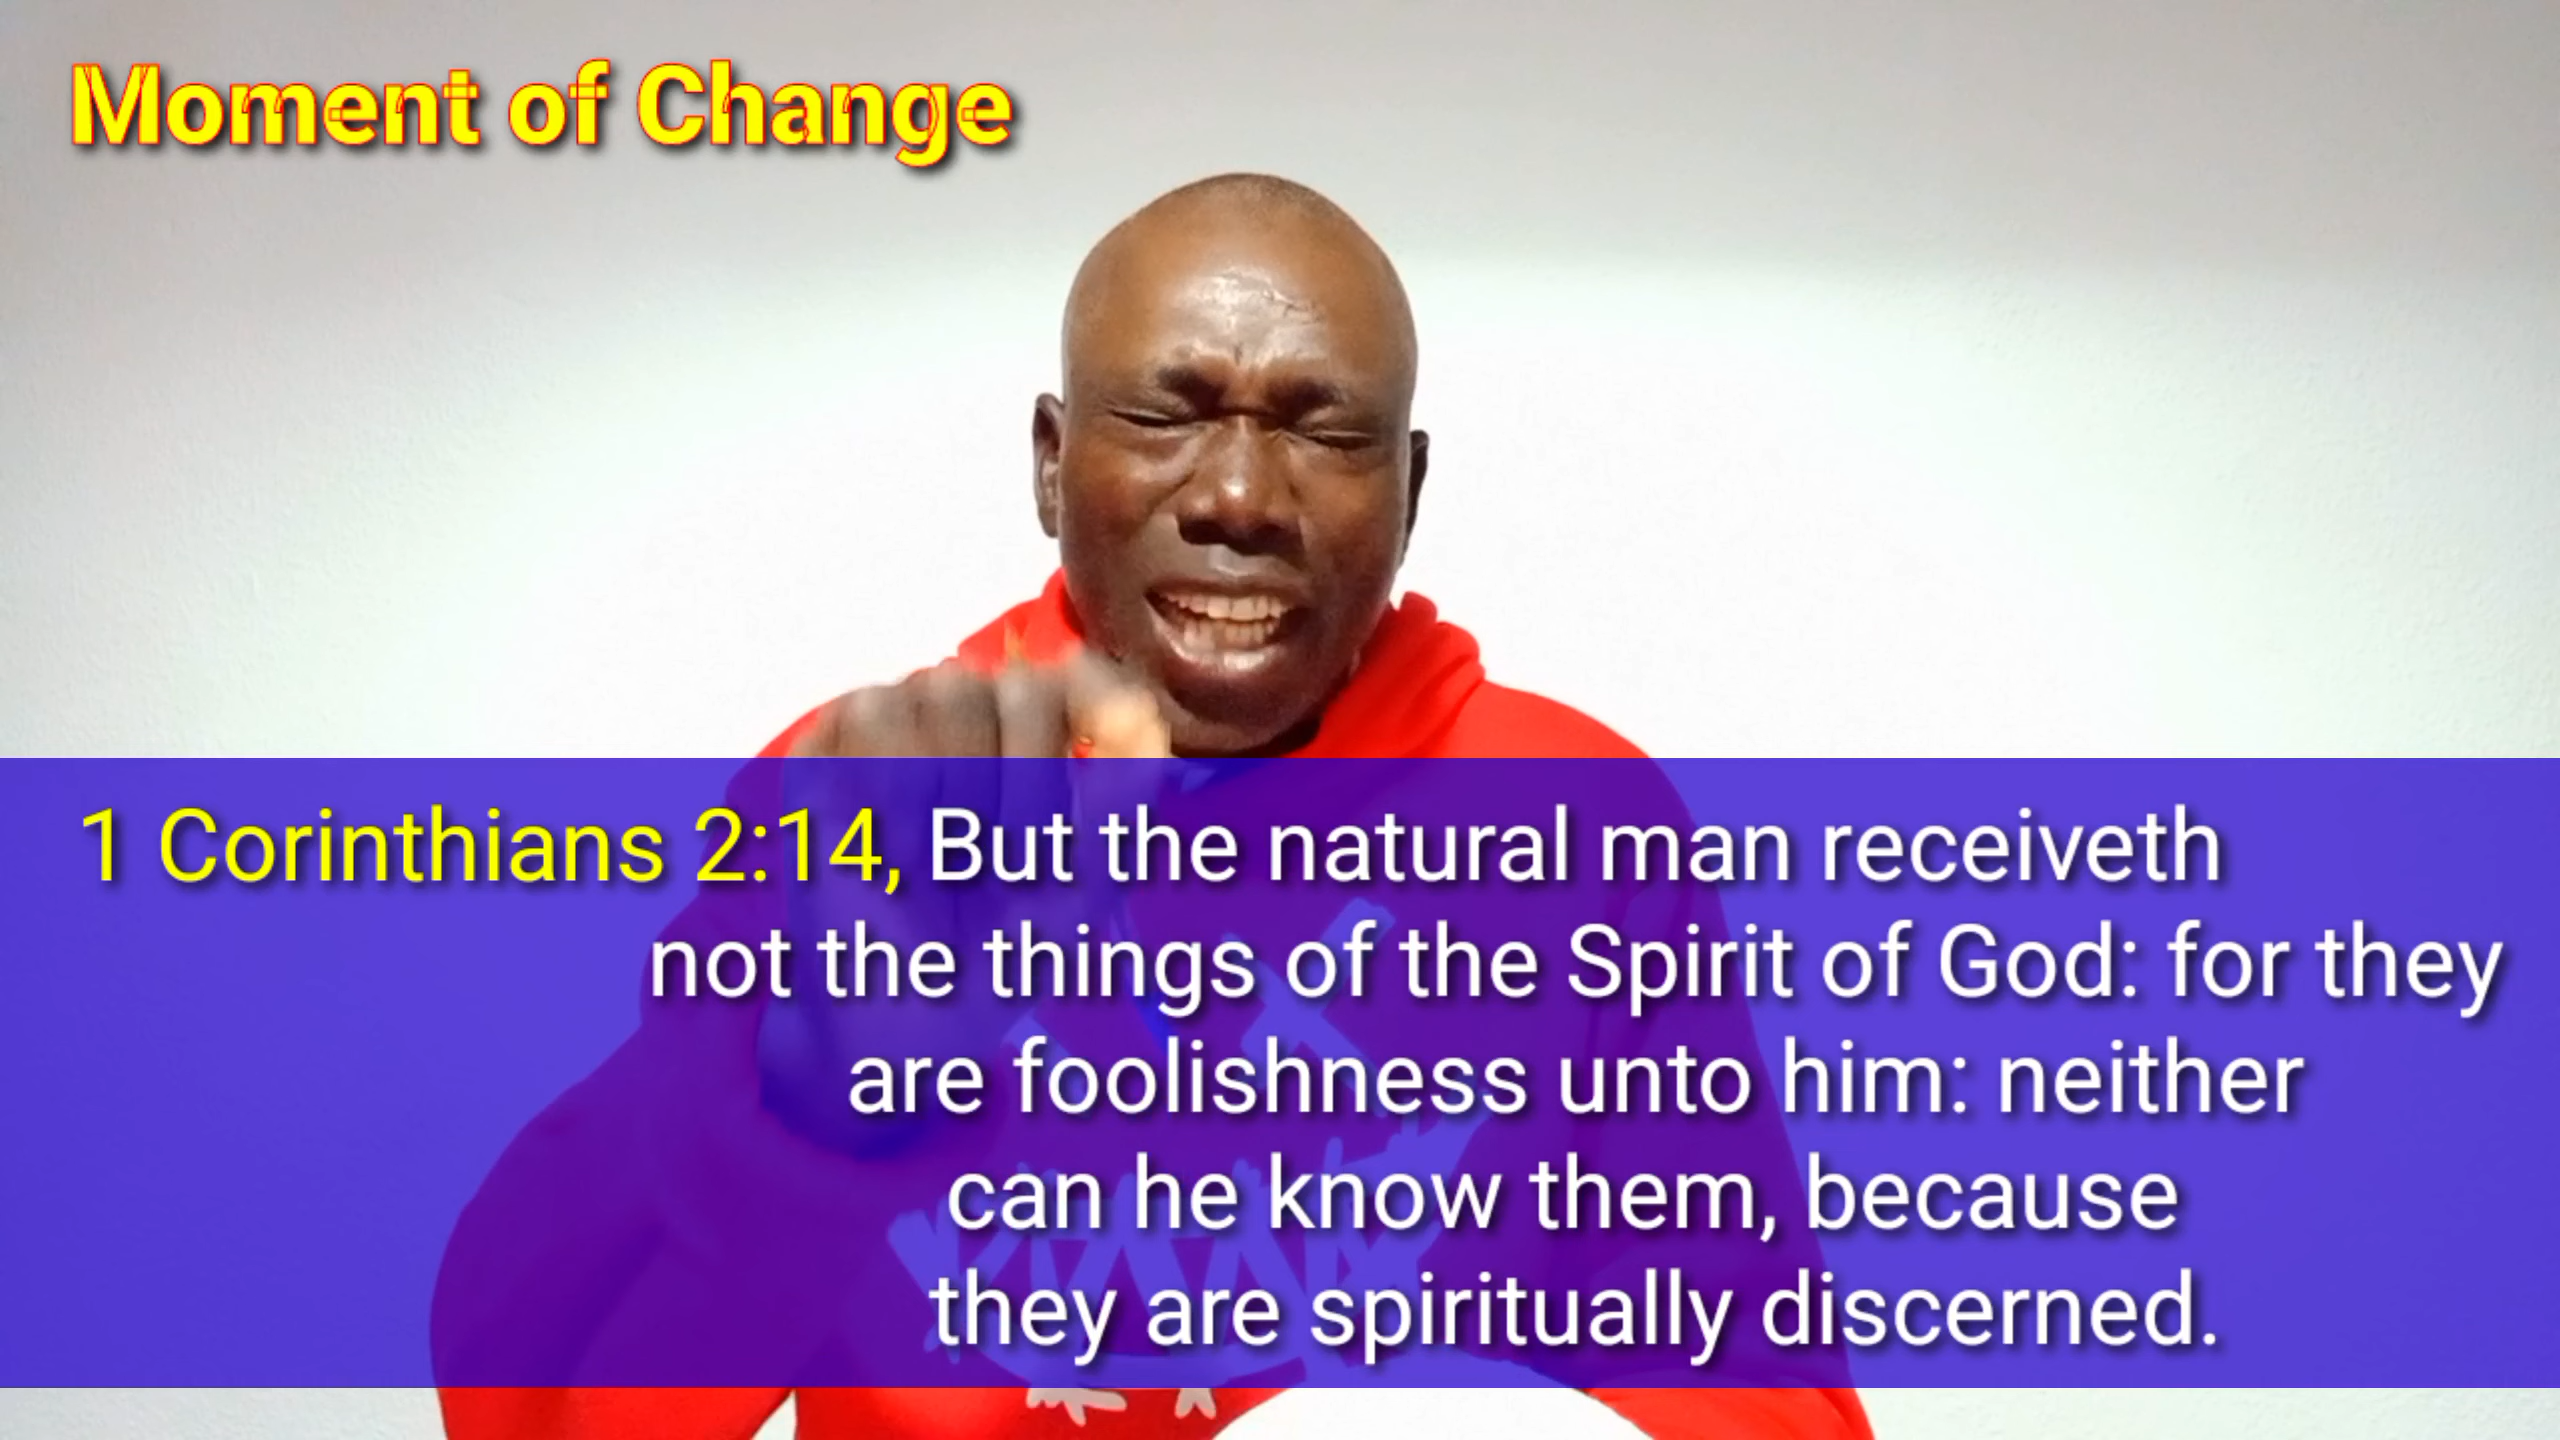 Moment of Change
1 Corinthians 2:14, But the natural man receiveth
not the things of the Spirit of God: for they
are foolishness unto him: neither
can he know them, because
they are spiritually discerned.